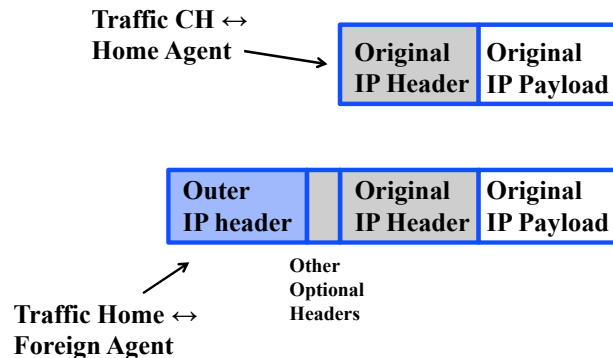 Traffic CH ↔
Home Agent
Original
IP Header
Original
IP Payload
Outer
IP header
Original
IP Header
Original
IP Payload
Other
Optional
Headers
Traffic Home ↔
Foreign Agent